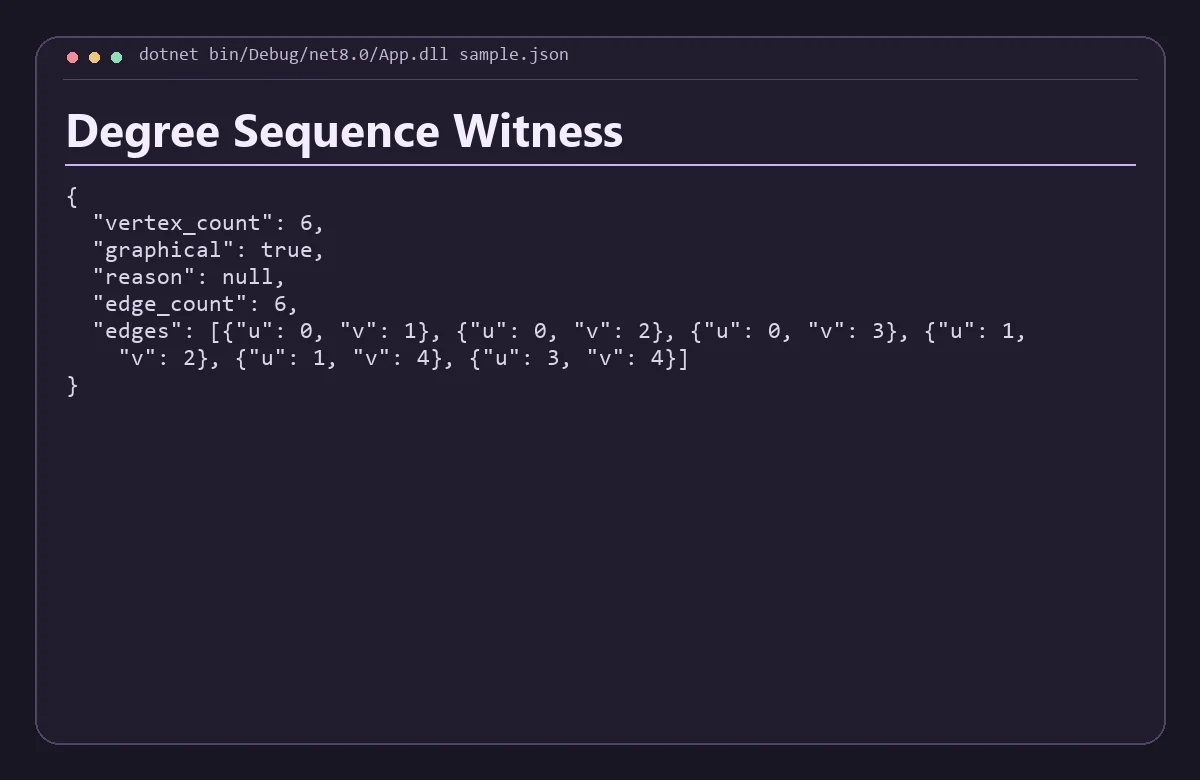 dotnet bin/Debug/net8.0/App.dll sample.json
Degree Sequence Witness
{
  "vertex_count": 6,
  "graphical": true,
  "reason": null,
  "edge_count": 6,
  "edges": [{"u": 0, "v": 1}, {"u": 0, "v": 2}, {"u": 0, "v": 3}, {"u": 1,
    "v": 2}, {"u": 1, "v": 4}, {"u": 3, "v": 4}]
}